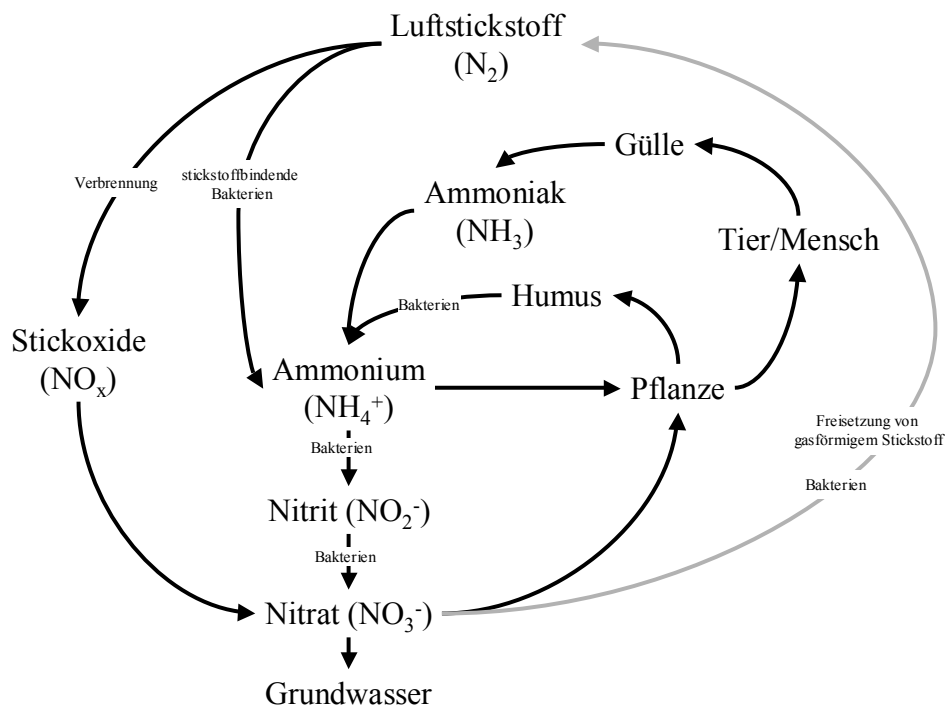 Luftstickstoff
(N₂)
Gülle
Verbrennung
stickstoffbindende
Bakterien
Ammoniak
(NH₃)
Tier/Mensch
Bakterien
Humus
Stickoxide
(NOₓ)
Ammonium
(NH₄⁺)
Pflanze
Freisetzung von
gasförmigem Stickstoff
Bakterien
Bakterien
Nitrit (NO₂⁻)
Bakterien
Nitrat (NO₃⁻)
Grundwasser